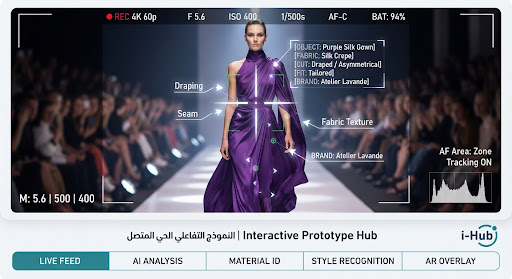 REC 4K 60p F 5.6 ISO 400 1/500s AF-C BAT: 94%
[OBJECT: Purple Silk Gown]
[FABRIC: Silk Crepe]
[CUT: Draped / Asymmetrical]
[FIT: Tailored]
[BRAND: Atelier Lavande]
Draping
Seam
Fabric Texture
BRAND: Atelier Lavande
AF Area: Zone
Tracking ON
M: 5.6 | 500 | 400
النموذج التفاعلي الحي المتصل | Interactive Prototype Hub
i-Hub
LIVE FEED
AI ANALYSIS
MATERIAL ID
STYLE RECOGNITION
AR OVERLAY